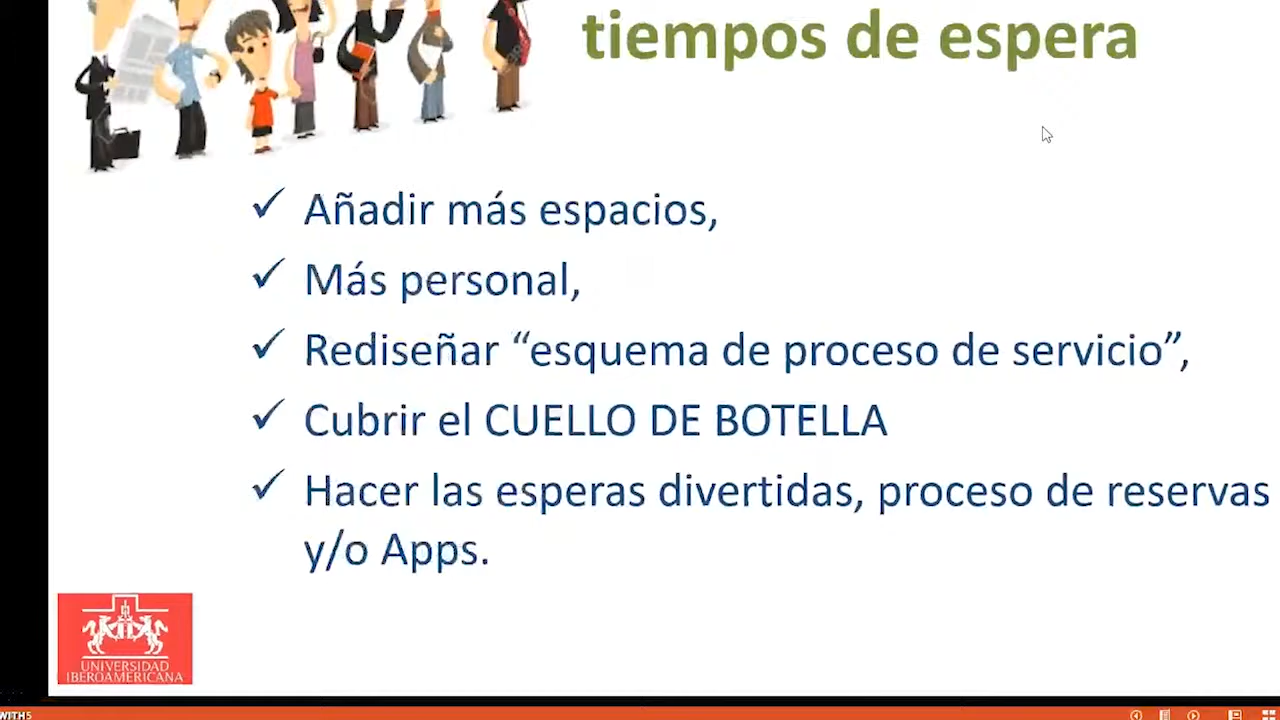 tiempos de espera
Añadir más espacios,
Más personal,
Rediseñar “esquema de proceso de servicio”,
Cubrir el CUELLO DE BOTELLA
Hacer las esperas divertidas, proceso de reservas
y/o Apps.
UNIVERSIDAD
IBEROAMERICANA